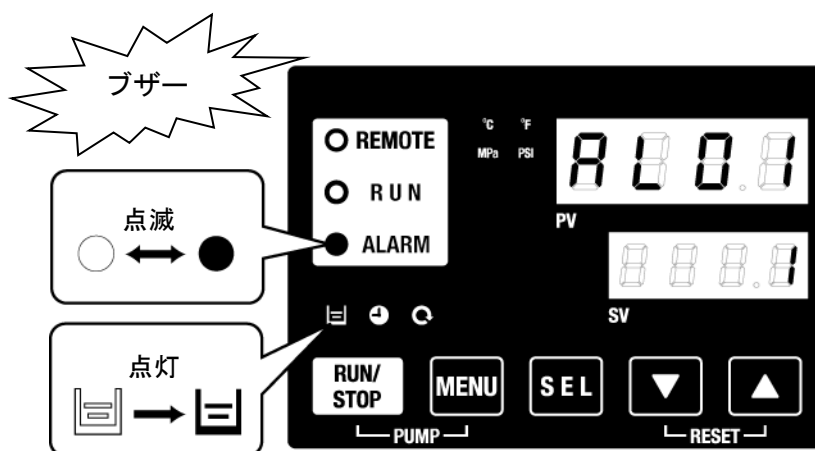 ブザー
点滅
点灯
REMOTE
RUN
ALARM
°C °F
MPa PSI
AL01
PV
1
SV
RUN/
STOP
MENU
SEL
PUMP
RESET